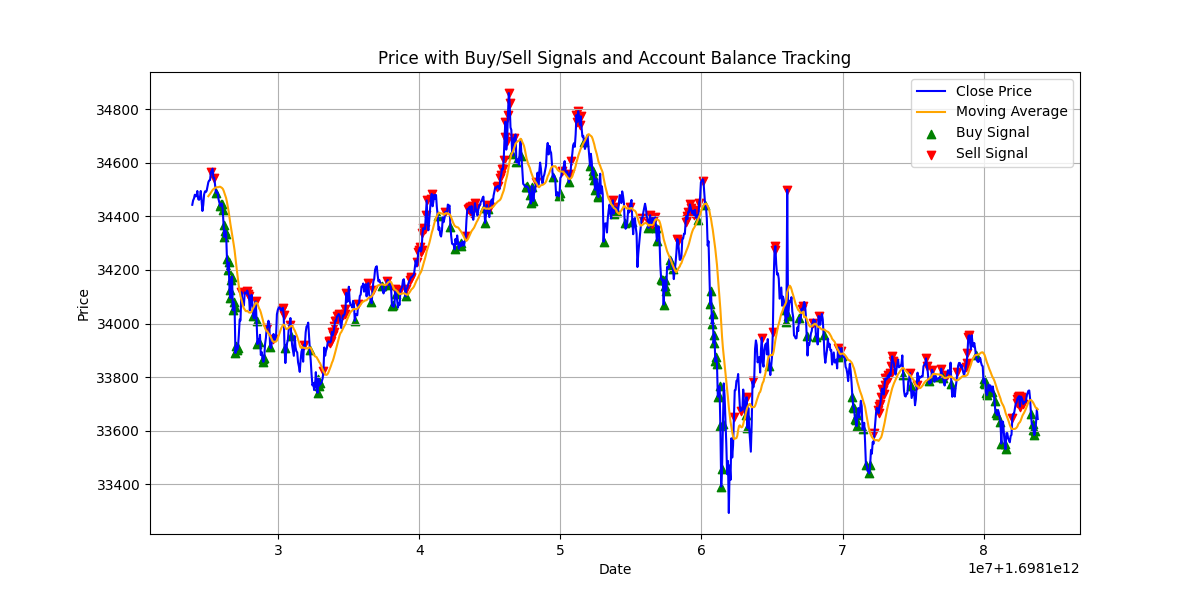 Price with Buy/Sell Signals and Account Balance Tracking
Close Price
Moving Average
Buy Signal
Sell Signal
34800
34600
34400
34200
34000
33800
33600
33400
Price
3 4 5 6 7 8
Date
1e7+1.6981e12